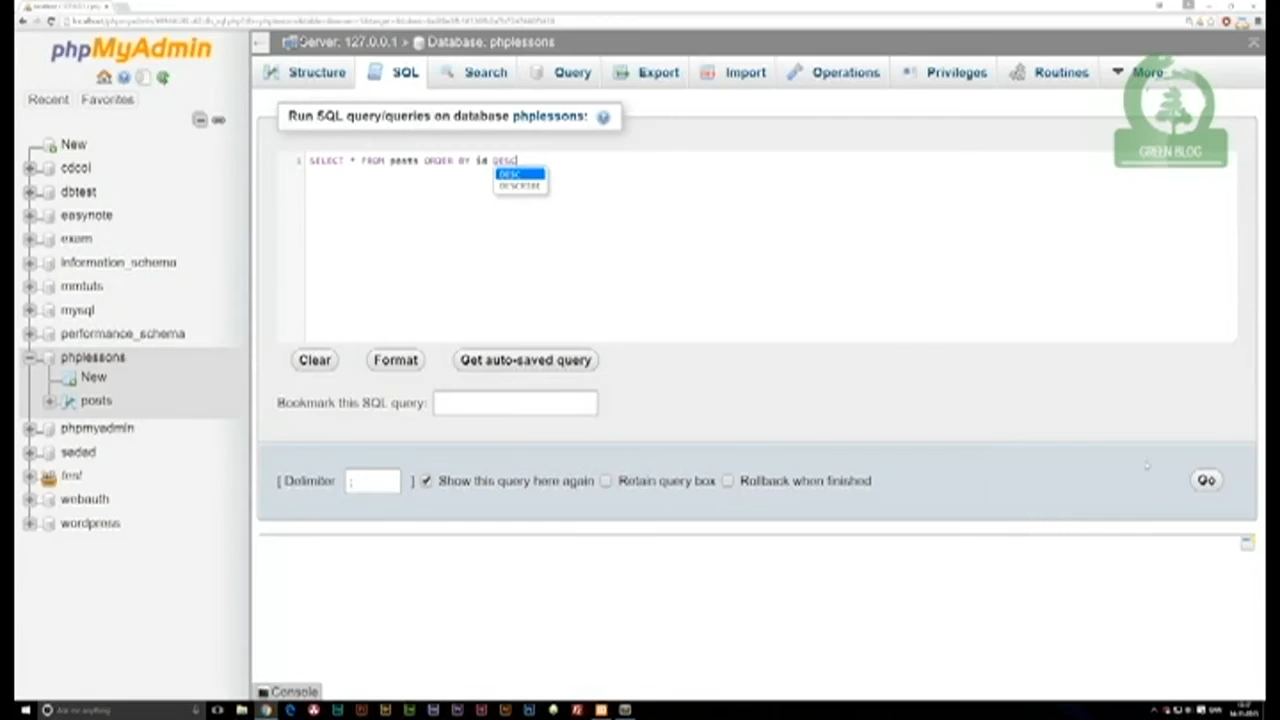 phpMyAdmin
Server: 127.0.0.1 » Database: phplessons
Structure SQL Search Query Export Import Operations Privileges Routines More
Recent Favorites
GREEN BLOG
Run SQL query/queries on database phplessons:
New
cdcol
dbtest
easynote
exam
information_schema
mmtuts
mysql
performance_schema
phplessons
New
posts
phpmyadmin
seded
test
webauth
wordpress
1 SELECT * FROM posts ORDER BY id DESC
DESC
DESCRIBE
Clear Format Get auto-saved query
Bookmark this SQL query:
[ Delimiter ; ] Show this query here again Retain query box Rollback when finished Go
Console
Ask me anything